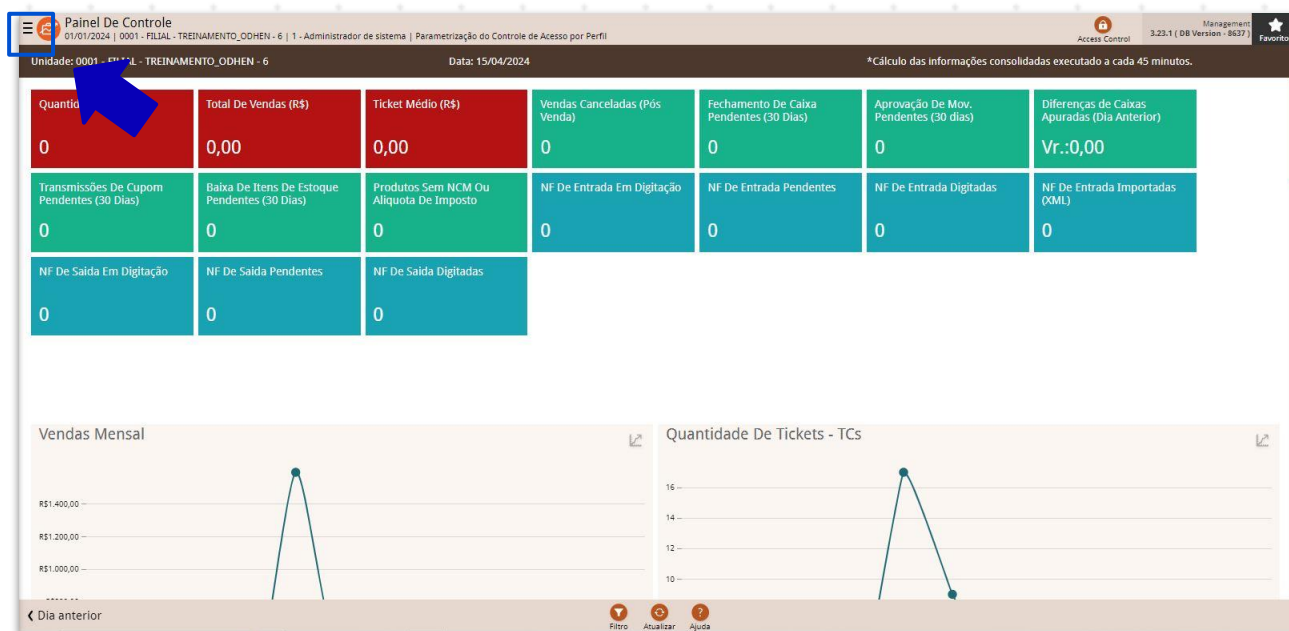 Painel De Controle
01/01/2024 | 0001 - FILIAL - TREINAMENTO_ODHEN - 6 | 1 - Administrador de sistema | Parametrização do Controle de Acesso por Perfil
Access Control
Management
3.23.1 ( DB Version - 8637 )
Favorito
Unidade: 0001 - FILIAL - TREINAMENTO_ODHEN - 6
Data: 15/04/2024
*Cálculo das informações consolidadas executado a cada 45 minutos.
Quantid
0
Total De Vendas (R$)
0,00
Ticket Médio (R$)
0,00
Vendas Canceladas (Pós
Venda)
0
Fechamento De Caixa
Pendentes (30 Dias)
0
Aprovação De Mov.
Pendentes (30 dias)
0
Diferenças de Caixas
Apuradas (Dia Anterior)
Vr.:0,00
Transmissões De Cupom
Pendentes (30 Dias)
0
Baixa De Itens De Estoque
Pendentes (30 Dias)
0
Produtos Sem NCM Ou
Aliquota De Imposto
0
NF De Entrada Em Digitação
0
NF De Entrada Pendentes
0
NF De Entrada Digitadas
0
NF De Entrada Importadas
(XML)
0
NF De Saida Em Digitação
0
NF De Saida Pendentes
0
NF De Saida Digitadas
0
Vendas Mensal
R$1.400,00
R$1.200,00
R$1.000,00
Quantidade De Tickets - TCs
16
14
12
10
Dia anterior
Filtro
Atualizar
Ajuda